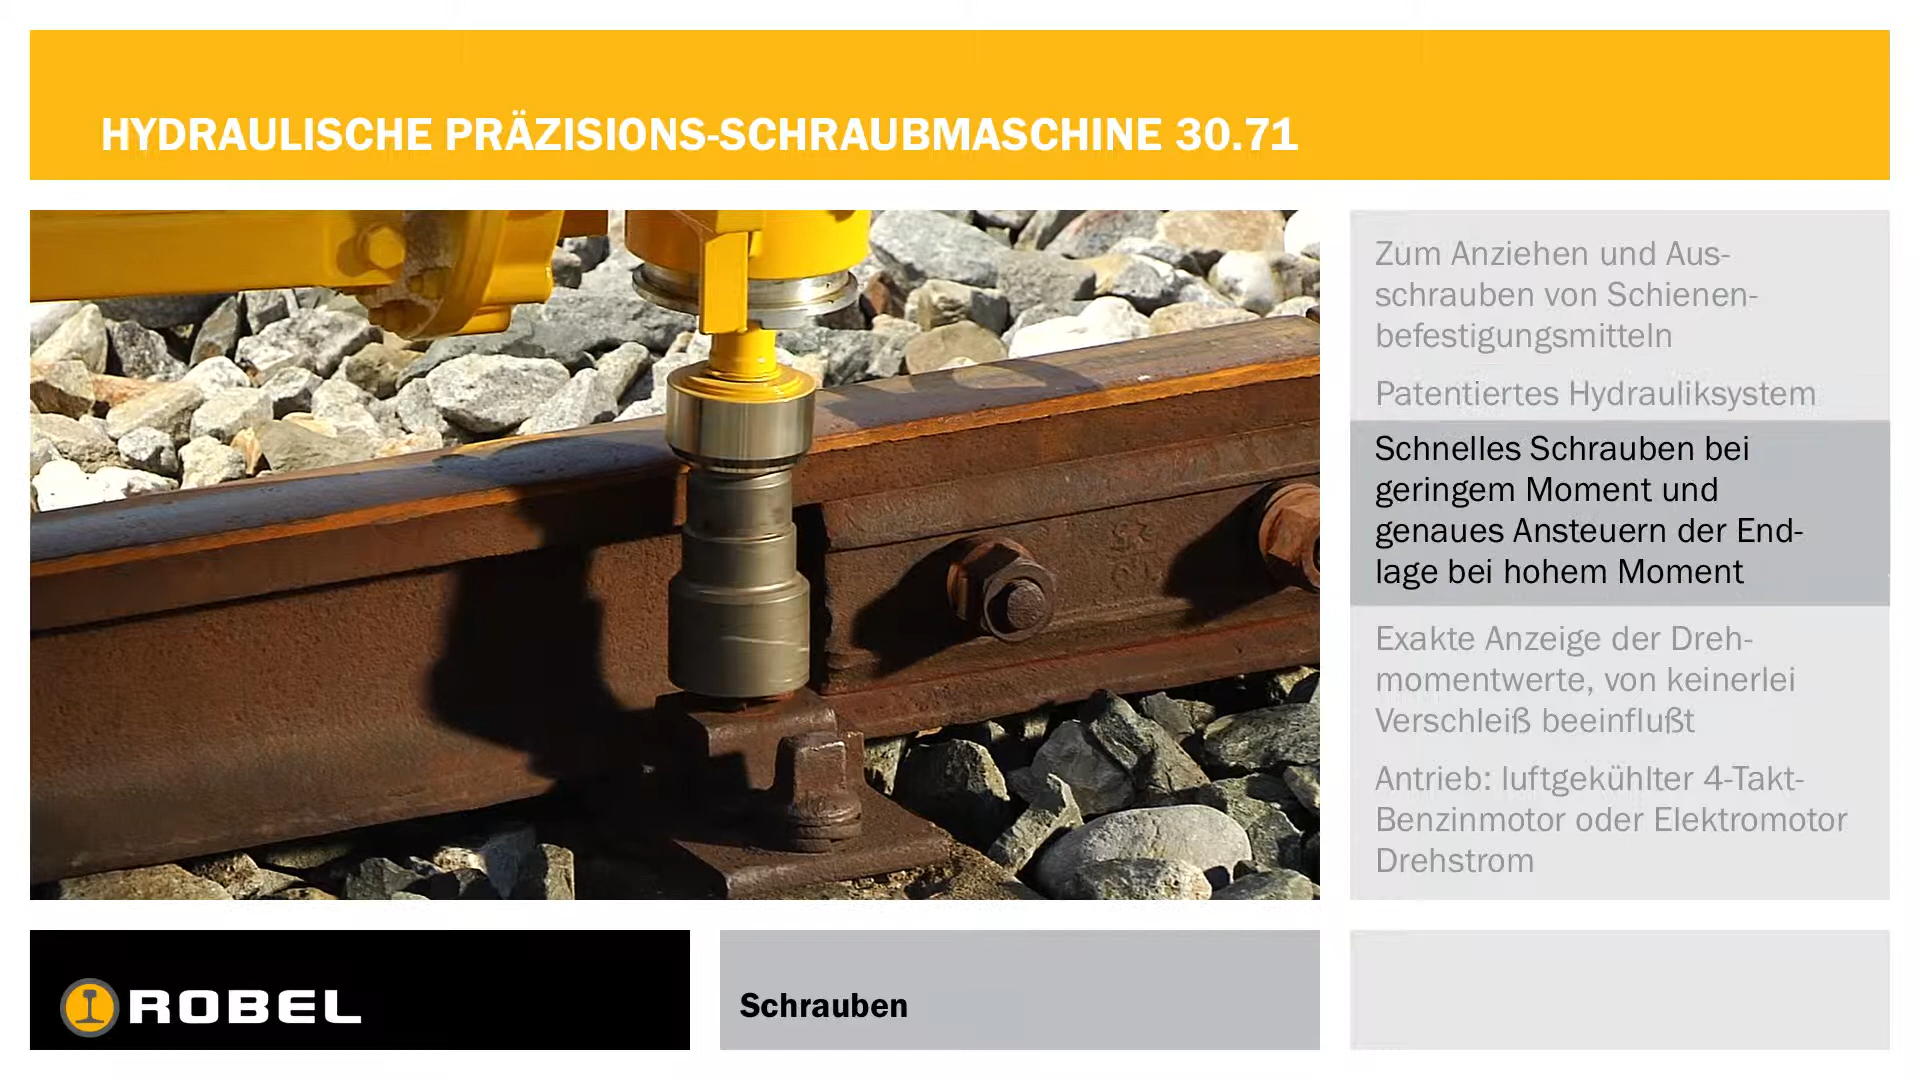 HYDRAULISCHE PRÄZISIONS-SCHRAUBMASCHINE 30.71
Zum Anziehen und Aus-
schrauben von Schienen-
befestigungsmitteln
Patentiertes Hydrauliksystem
Schnelles Schrauben bei
geringem Moment und
genaues Ansteuern der End-
lage bei hohem Moment
Exakte Anzeige der Dreh-
momentwerte, von keinerlei
Verschleiß beeinflußt
Antrieb: luftgekühlter 4-Takt-
Benzinmotor oder Elektromotor
Drehstrom
ROBEL
Schrauben